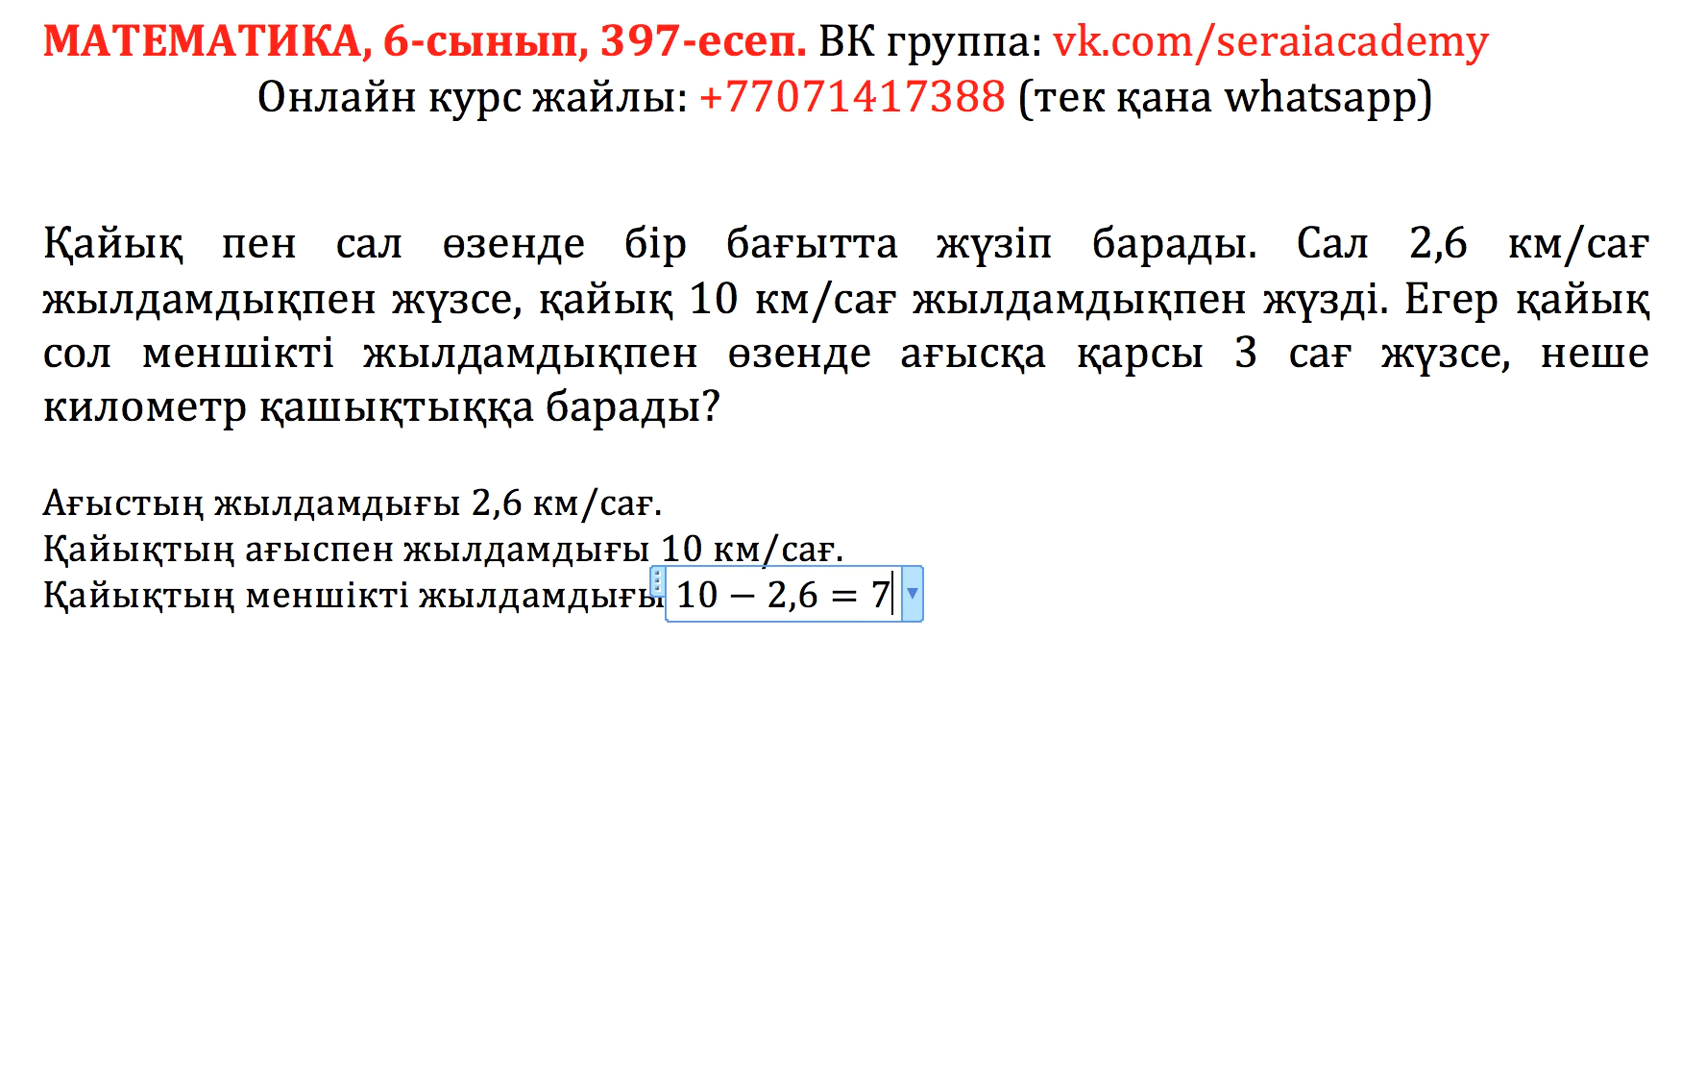 МАТЕМАТИКА, 6-сынып, 397-есеп. ВК группа: vk.com/seraiacademy
Онлайн курс жайлы: +77071417388 (тек қана whatsapp)
Қайық пен сал өзенде бір бағытта жүзіп барады. Сал 2,6 км/сағ
жылдамдықпен жүзсе, қайық 10 км/сағ жылдамдықпен жүзді. Егер қайық
сол меншікті жылдамдықпен өзенде ағысқа қарсы 3 сағ жүзсе, неше
километр қашықтыққа барады?
Ағыстың жылдамдығы 2,6 км/сағ.
Қайықтың ағыспен жылдамдығы 10 км/сағ.
Қайықтың меншікті жылдамдығы 10 − 2,6 = 7